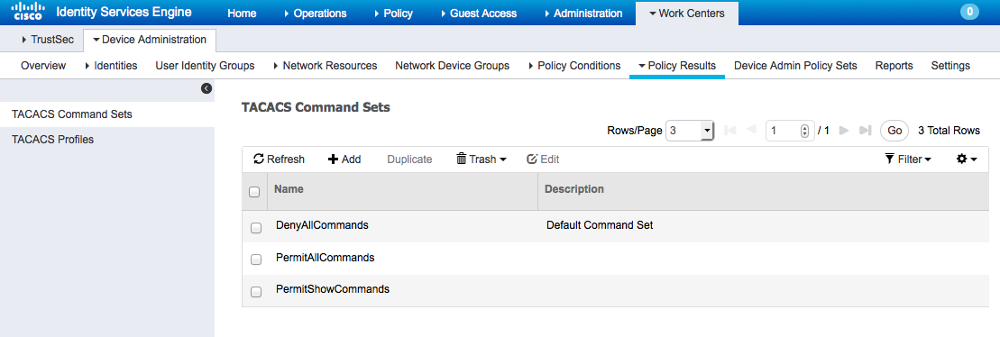 cisco Identity Services Engine Home Operations Policy Guest Access Administration Work Centers 0
TrustSec Device Administration
Overview Identities User Identity Groups Network Resources Network Device Groups Policy Conditions Policy Results Device Admin Policy Sets Reports Settings
TACACS Command Sets
TACACS Profiles
TACACS Command Sets
Rows/Page 3 1 / 1 Go 3 Total Rows
Refresh Add Duplicate Trash Edit Filter
Name Description
DenyAllCommands Default Command Set
PermitAllCommands
PermitShowCommands